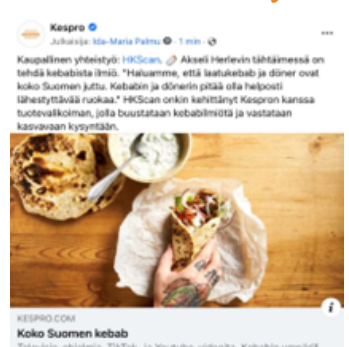 Kespro
Julkaisija: Ida-Maria Palmu · 1 min ·
Kaupallinen yhteistyö: HKScan. Akseli Herlevin tähtäimessä on
tehdä kebabista ilmiö. "Haluamme, että laatukebab ja döner ovat
koko Suomen juttu. Kebabin ja dönerin pitää olla helposti
lähestyttävää ruokaa." HKScan onkin kehittänyt Kespron kanssa
tuotevalikoiman, jolla buustataan kebabilmiötä ja vastataan
kasvavaan kysyntään.
KESPRO.COM
Koko Suomen kebab